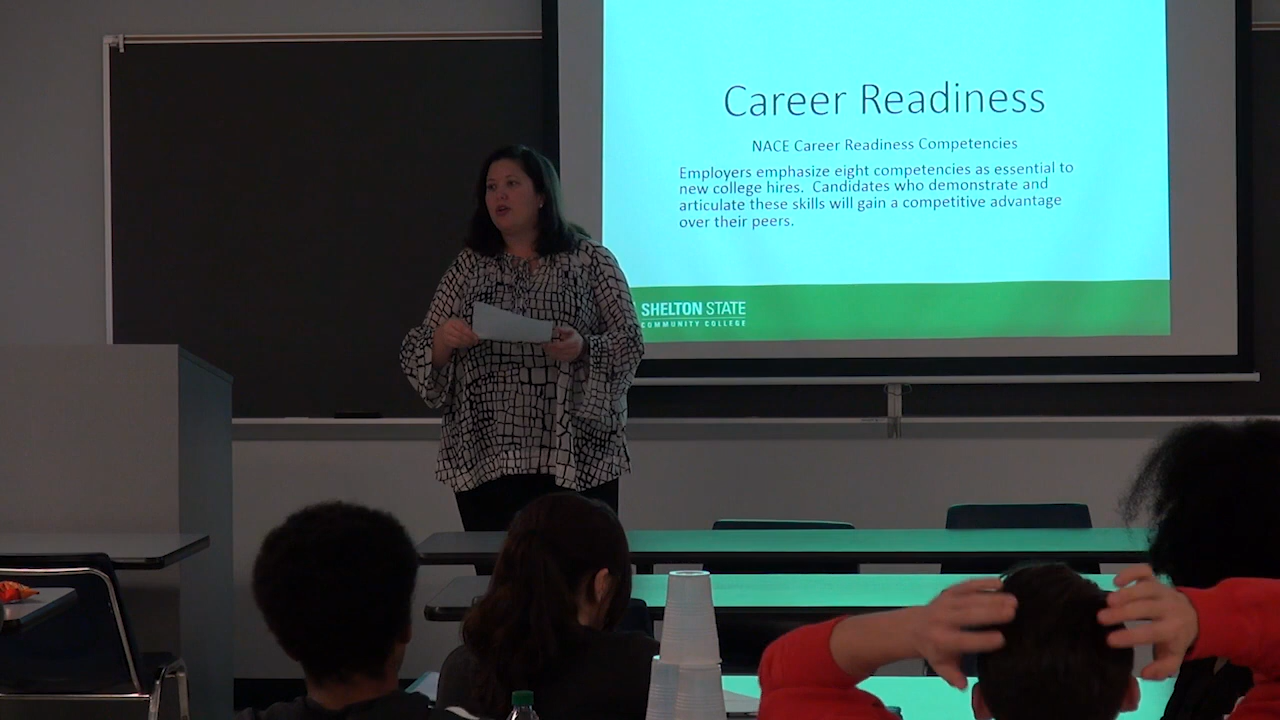 Career Readiness
NACE Career Readiness Competencies
Employers emphasize eight competencies as essential to
new college hires.  Candidates who demonstrate and
articulate these skills will gain a competitive advantage
over their peers.
SHELTON STATE
COMMUNITY COLLEGE